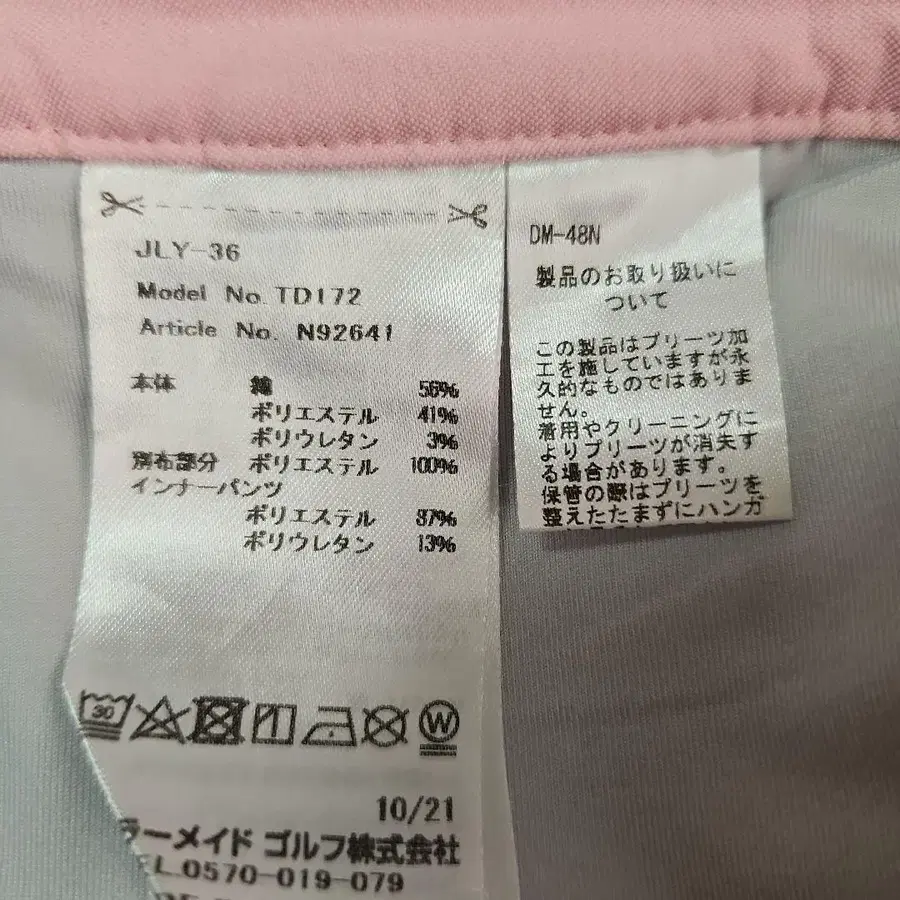 JLY-36
Model No. TD172
Article No. N92641
本体 綿 56%
ポリエステル 41%
ポリウレタン 3%
別布部分 ポリエステル 100%
インナーパンツ
ポリエステル 87%
ポリウレタン 13%
30
W
10/21
ラーメイド ゴルフ株式会社
EL.0570-019-079
DM-48N
製品のお取り扱いに
ついて
この製品はプリーツ加
工を施していますが永
久的なものではありま
せん。
着用やクリーニングに
よりプリーツが消失す
る場合があります。
保管の際はプリーツを
整えたたまずにハンガ